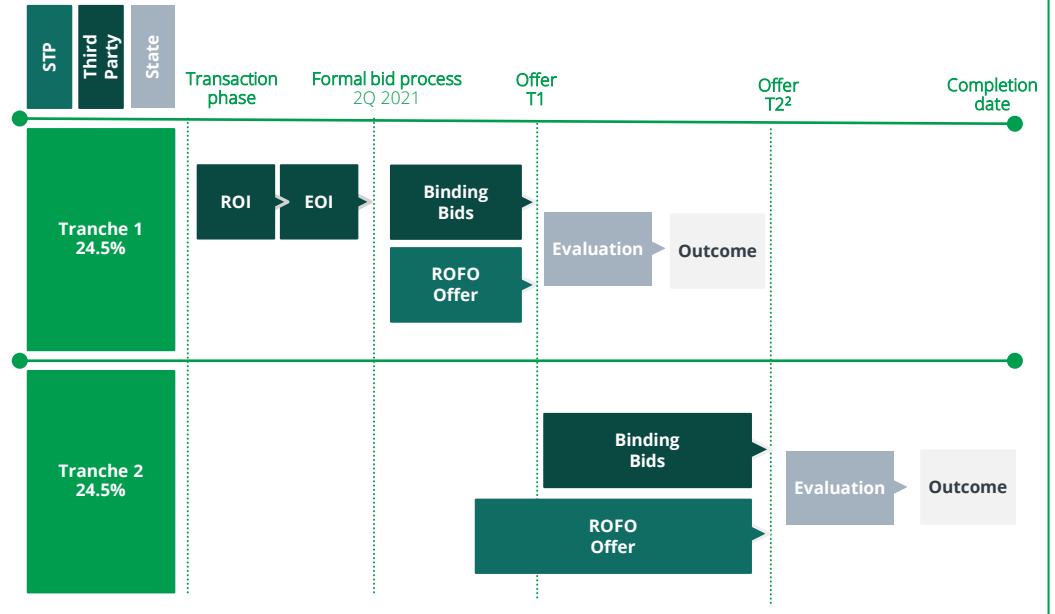 STP
Third
Party
State
Transaction
phase
Formal bid process
2Q 2021
Offer
T1
Offer
T2²
Completion
date
Tranche 1
24.5%
ROI
EOI
Binding
Bids
ROFO
Offer
Evaluation
Outcome
Tranche 2
24.5%
Binding
Bids
ROFO
Offer
Evaluation
Outcome